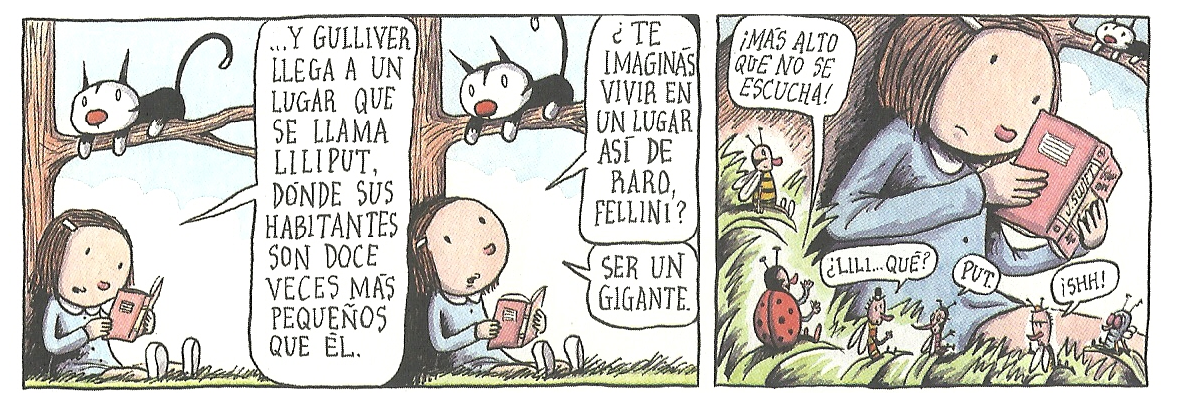 ...Y GULLIVER
LLEGA A UN
LUGAR QUE
SE LLAMA
LILIPUT,
DONDE SUS
HABITANTES
SON DOCE
VECES MÁS
PEQUEÑOS
QUE ÉL.
¿TE
IMAGINÁS
VIVIR EN
UN LUGAR
ASÍ DE
RARO,
FELLINI?
SER UN
GIGANTE.
¡MÁS ALTO
QUE NO SE
ESCUCHA!
¿LILI...QUÉ?
PUT.
¡SHH!
J. SWIFT